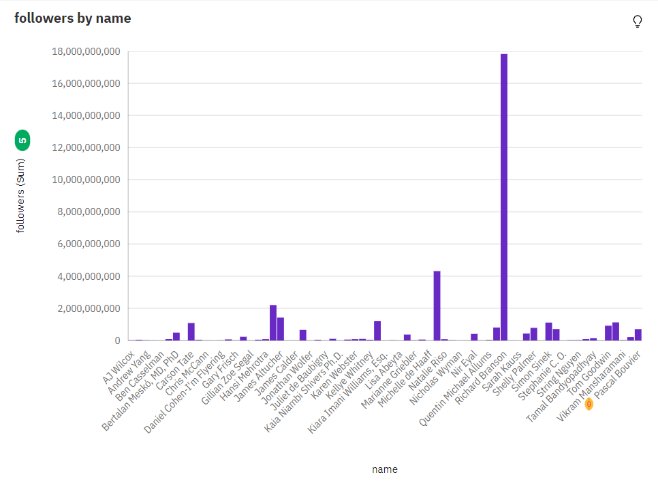 followers by name
18,000,000,000
16,000,000,000
14,000,000,000
12,000,000,000
10,000,000,000
8,000,000,000
6,000,000,000
4,000,000,000
2,000,000,000
0
followers (Sum)
5
AJ Wilcox
Andrew Yang
Ben Casselman
Bertalan Meskó, MD, PhD
Carson Tate
Chris McCann
Daniel Cohen-I'm Flyering
Gary Frisch
Gillian Zoe Segal
Hansi Mehrotra
James Altucher
James Calder
Jonathan Wolfer
Juliet de Baubigny
Kala Niambi Shivers Ph.D.
Karen Webster
Kellye Whitney
Kiara Imani Williams, Esq.
Lisa Abeyta
Marianne Griebler
Michelle de Haaff
Natalie Riso
Nicholas Wyman
Nir Eyal
Quentin Michael Allums
Richard Branson
Sarah Kauss
Shelly Palmer
Simon Sinek
Stephanie C. O.
String Nguyen
Tamal Bandyopadhyay
Tom Goodwin
Vikram Mansharamani
Pascal Bouvier
name